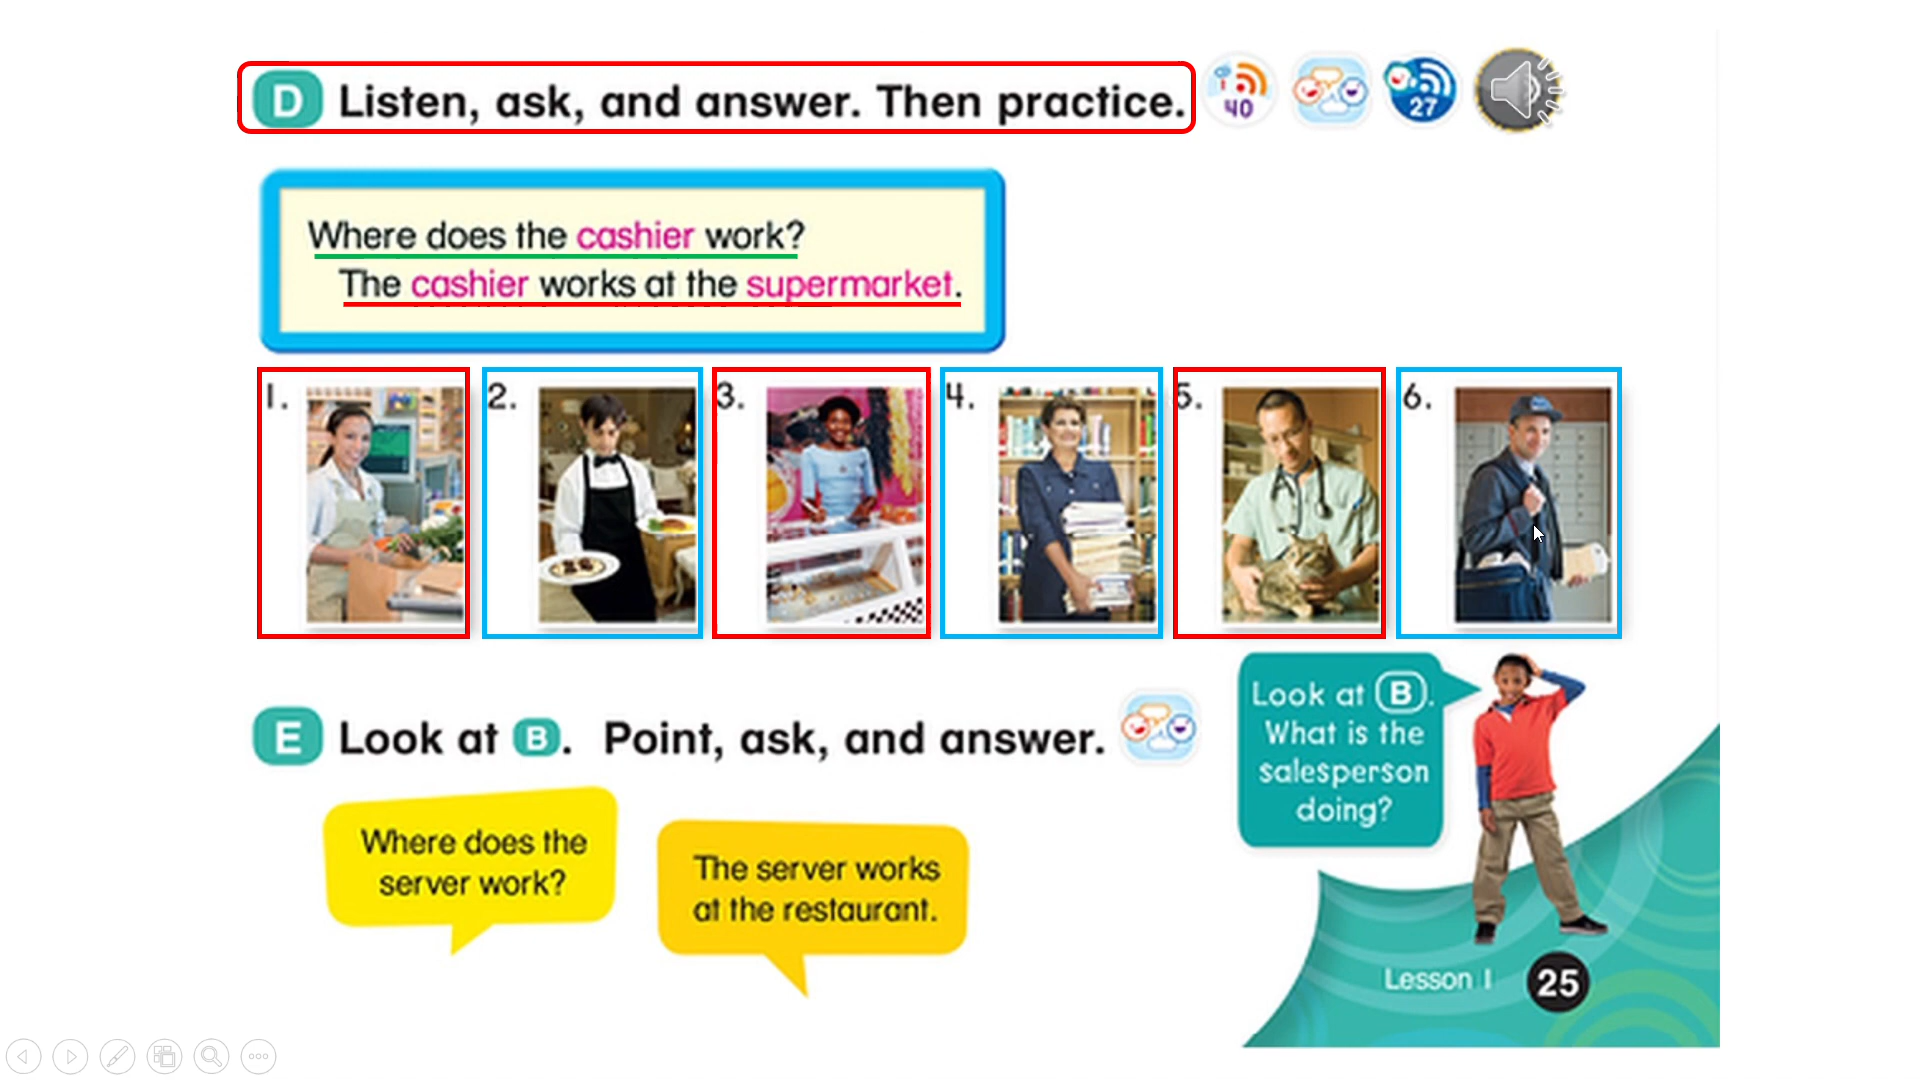 D Listen, ask, and answer. Then practice.
40
27
Where does the cashier work?
The cashier works at the supermarket.
1.
2.
3.
4.
5.
6.
E Look at B. Point, ask, and answer.
Where does the
server work?
The server works
at the restaurant.
Look at B.
What is the
salesperson
doing?
Lesson 1
25